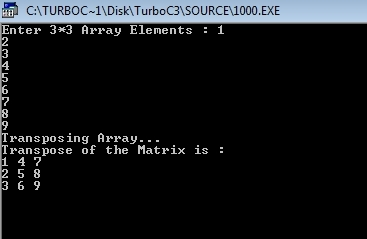 C:\TURBOC~1\Disk\TurboC3\SOURCE\1000.EXE
Enter 3*3 Array Elements : 1
2
3
4
5
6
7
8
9
Transposing Array...
Transpose of the Matrix is :
1 4 7
2 5 8
3 6 9